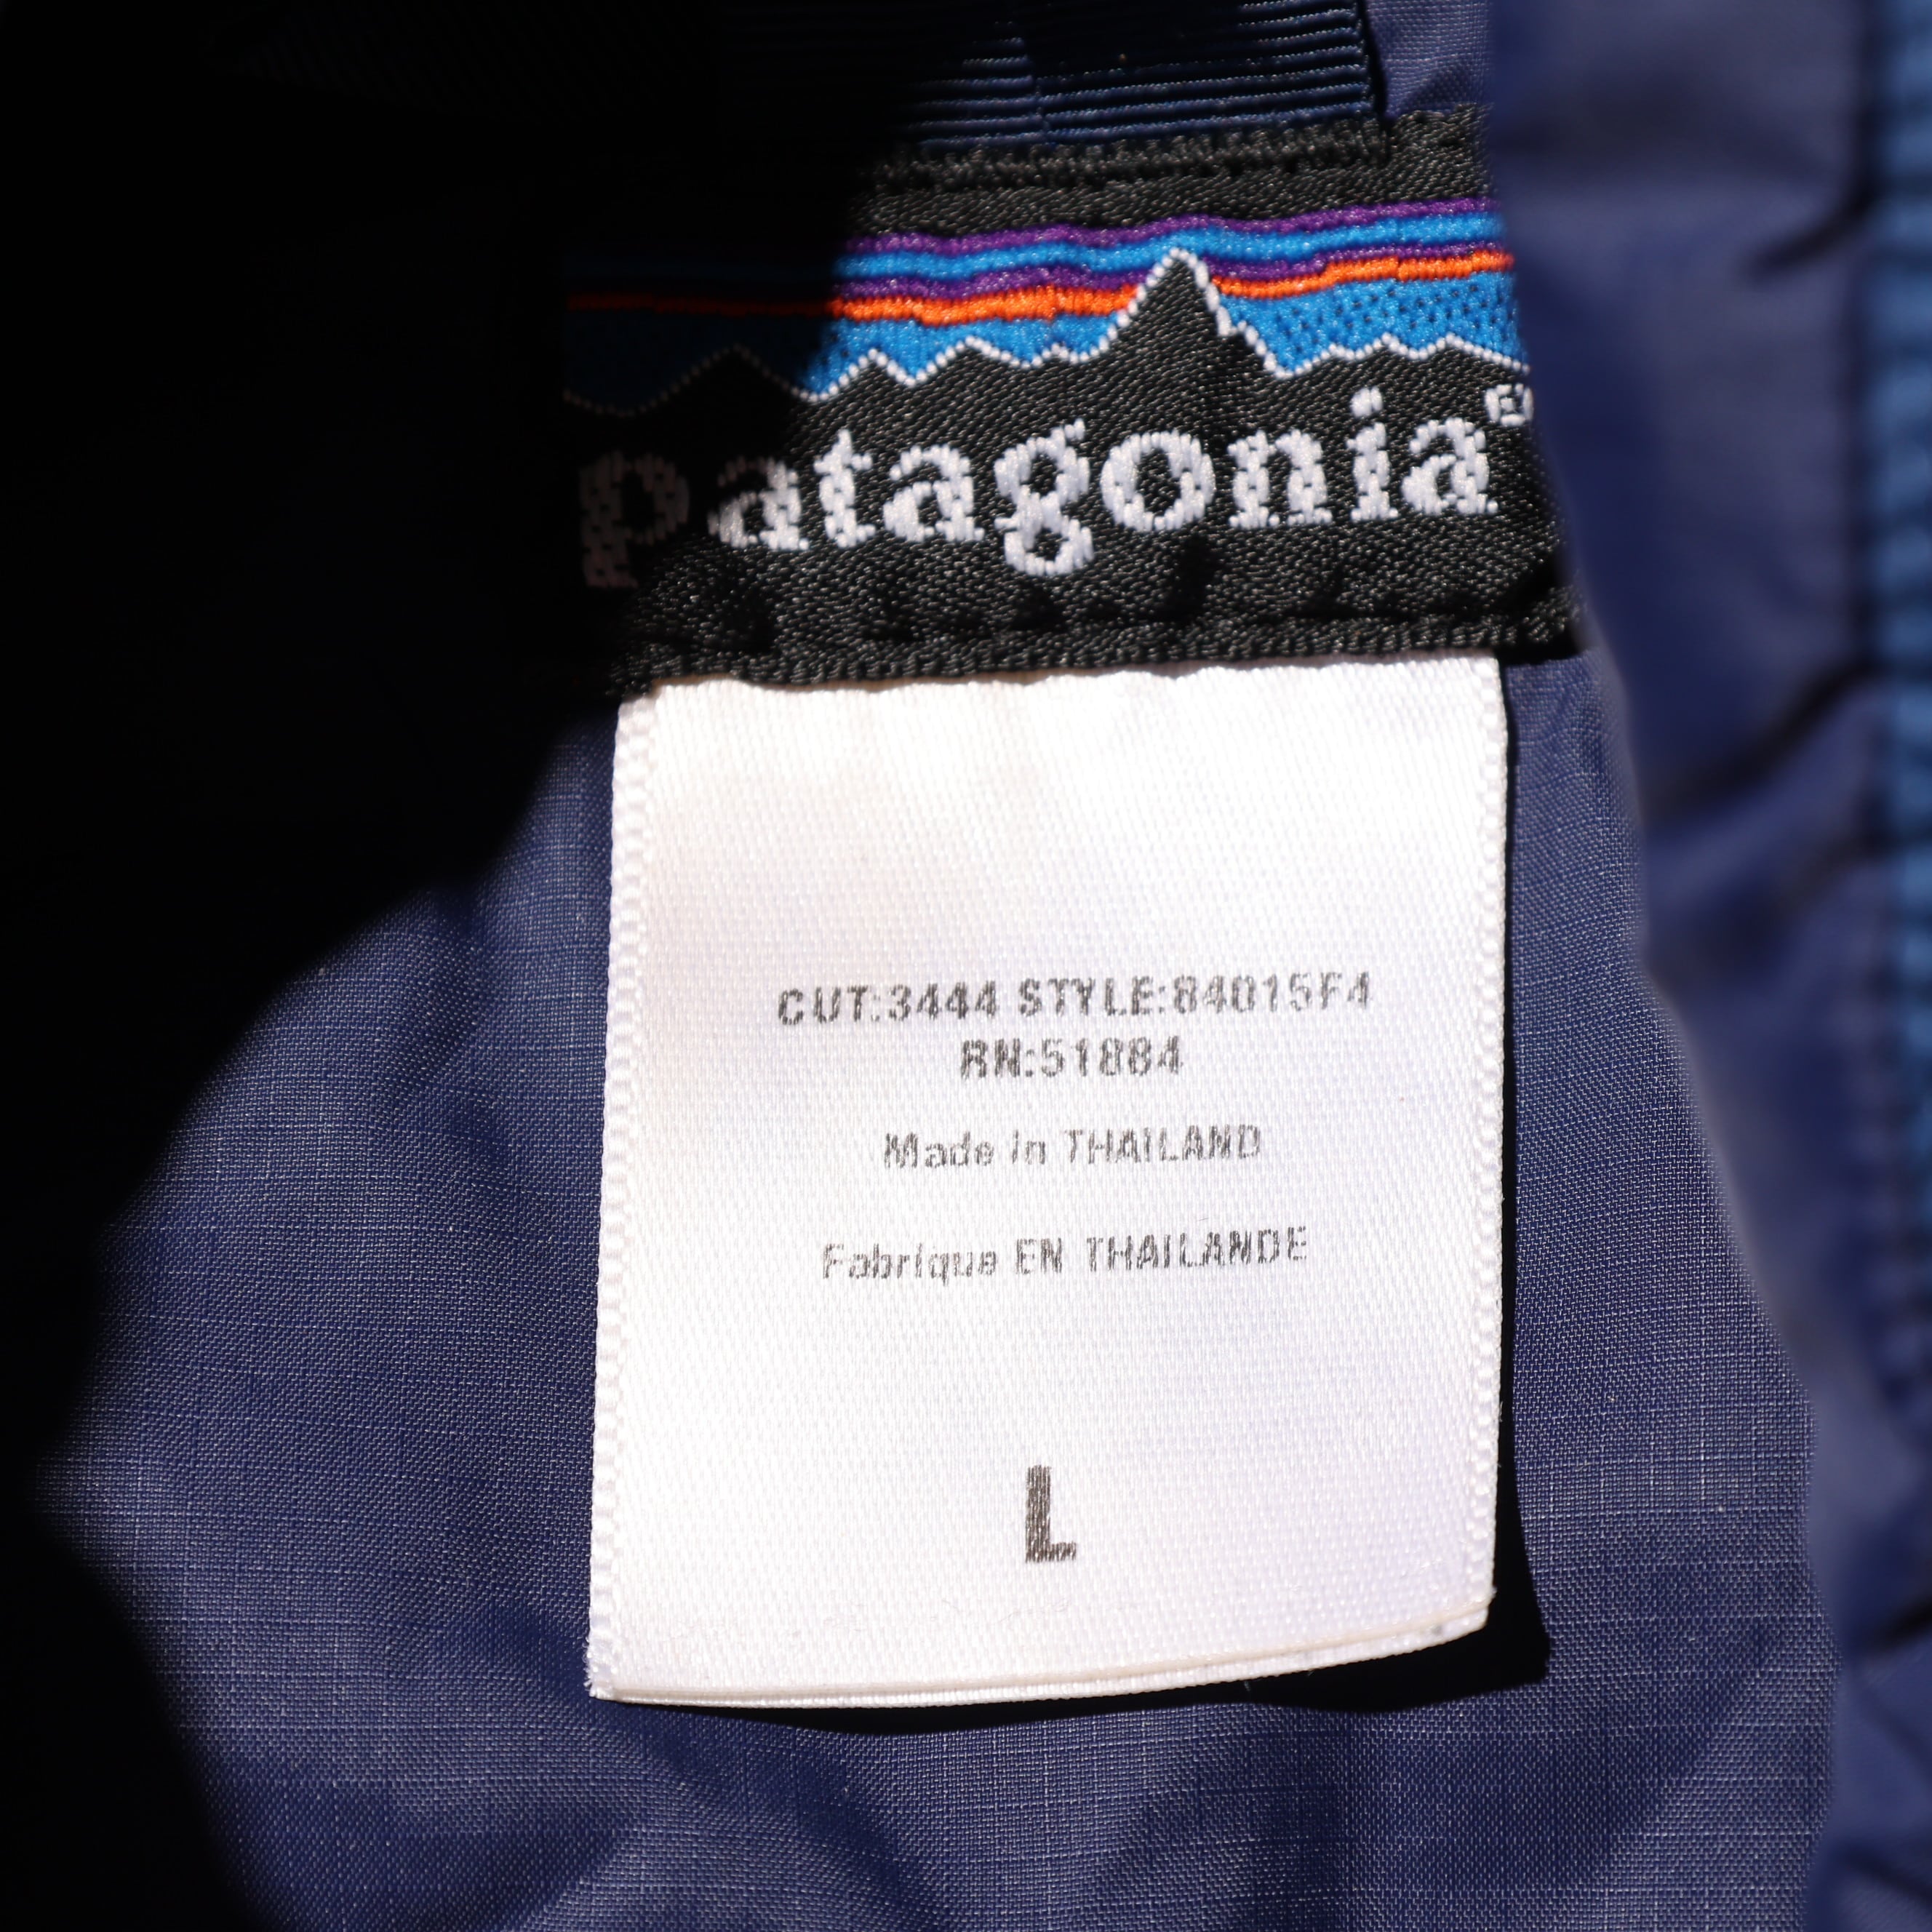 patagonia®
CUT:3444 STYLE:84015F4
RN:51884
Made in THAILAND
Fabrique EN THAILANDE
L